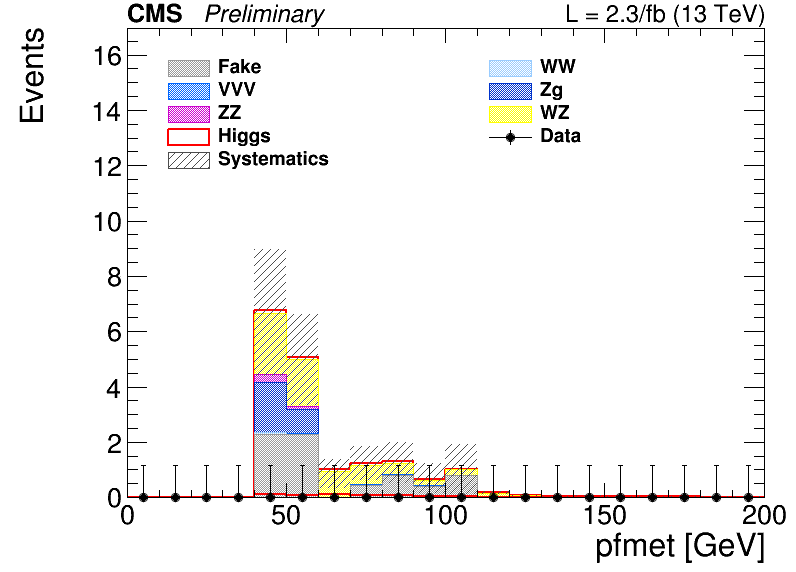 CMS Preliminary L = 2.3/fb (13 TeV)
Events
16
14
12
10
8
6
4
2
0
Fake
VVV
ZZ
Higgs
Systematics
WW
Zg
WZ
Data
0 50 100 150 200
pfmet [GeV]